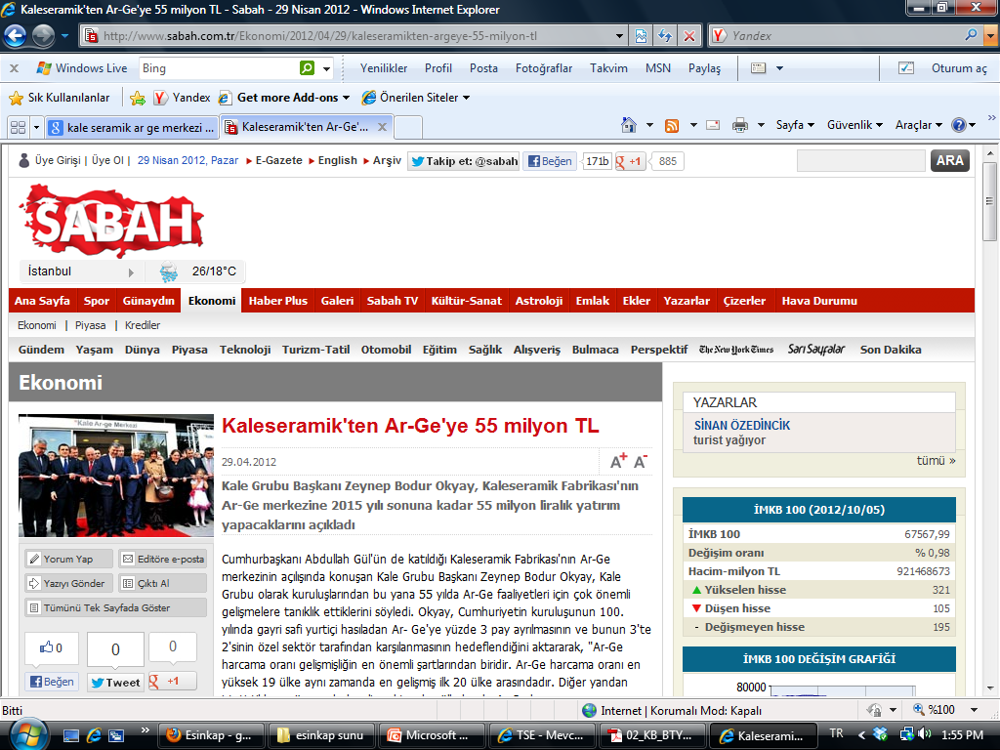 Kaleseramik'ten Ar-Ge'ye 55 milyon TL - Sabah - 29 Nisan 2012 - Windows Internet Explorer
http://www.sabah.com.tr/Ekonomi/2012/04/29/kaleseramikten-argeye-55-milyon-tl
Yandex
Windows Live Bing Yenilikler Profil Posta Fotoğraflar Takvim MSN Paylaş Oturum aç
Sık Kullanılanlar Yandex Get more Add-ons Önerilen Siteler
kale seramik ar ge merkezi ... Kaleseramik'ten Ar-Ge'... Sayfa Güvenlik Araçlar
Üye Girişi | Üye Ol | 29 Nisan 2012, Pazar E-Gazete English Arşiv Takip et: @sabah Beğen 171b +1 885 ARA
SABAH
İstanbul 26/18°C
Ana Sayfa Spor Günaydın Ekonomi Haber Plus Galeri Sabah TV Kültür-Sanat Astroloji Emlak Ekler Yazarlar Çizerler Hava Durumu
Ekonomi | Piyasa | Krediler
Gündem Yaşam Dünya Piyasa Teknoloji Turizm-Tatil Otomobil Eğitim Sağlık Alışveriş Bulmaca Perspektif The New York Times Sarı Sayfalar Son Dakika
Ekonomi
"Kale Ar-ge Merkezi
Kaleseramik'ten Ar-Ge'ye 55 milyon TL
29.04.2012 A+ A-
Kale Grubu Başkanı Zeynep Bodur Okyay, Kaleseramik Fabrikası'nın
Ar-Ge merkezine 2015 yılı sonuna kadar 55 milyon liralık yatırım
yapacaklarını açıkladı
Yorum Yap Editöre e-posta
Yazıyı Gönder Çıktı Al
Tümünü Tek Sayfada Göster
0 0 0
Beğen Tweet +1
Cumhurbaşkanı Abdullah Gül'ün de katıldığı Kaleseramik Fabrikası'nın Ar-Ge
merkezinin açılışında konuşan Kale Grubu Başkanı Zeynep Bodur Okyay, Kale
Grubu olarak kuruluşlarından bu yana 55 yılda Ar-Ge faaliyetleri için çok önemli
gelişmelere tanıklık ettiklerini söyledi. Okyay, Cumhuriyetin kuruluşunun 100.
yılında gayri safi yurtiçi hasıladan Ar- Ge'ye yüzde 3 pay ayrılmasının ve bunun 3'te
2'sinin özel sektör tarafından karşılanmasının hedeflendiğini aktararak, "Ar-Ge
harcama oranı gelişmişliğin en önemli şartlarından biridir. Ar-Ge harcama oranı en
yüksek 19 ülke aynı zamanda en gelişmiş ilk 20 ülke arasındadır. Diğer yandan
YAZARLAR
SİNAN ÖZEDİNCİK
turist yağıyor
tümü »
İMKB 100 (2012/10/05)
İMKB 100 67567,99
Değişim oranı % 0,98
Hacim-milyon TL 921468673
Yükselen hisse 321
Düşen hisse 105
- Değişmeyen hisse 195
İMKB 100 DEĞİŞİM GRAFİĞİ
80000
Bitti Internet | Korumalı Mod: Kapalı %100
Esinkap - g... esinkap sunu Microsoft ... TSE - Mevc... 02_KB_BTY... Kaleserami... TR 1:55 PM